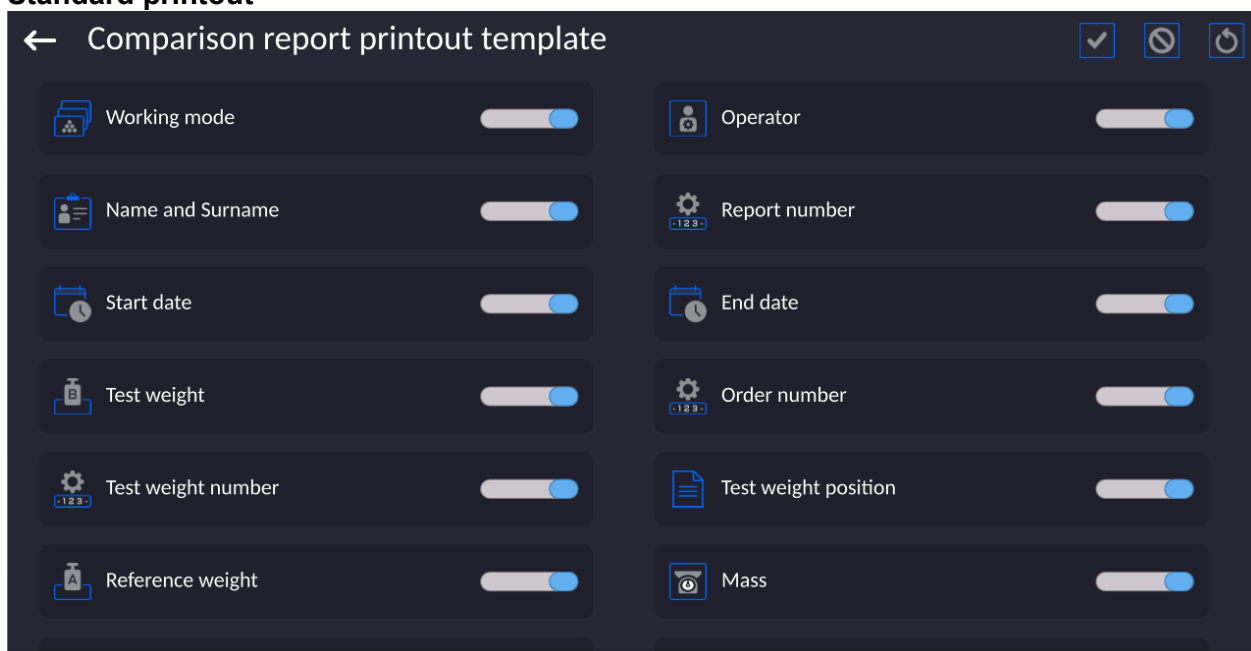 Standard printout
Comparison report printout template
Working mode
Operator
Name and Surname
Report number
-123-
Start date
End date
B
Test weight
Order number
-123-
Test weight number
-123-
Test weight position
A
Reference weight
Mass